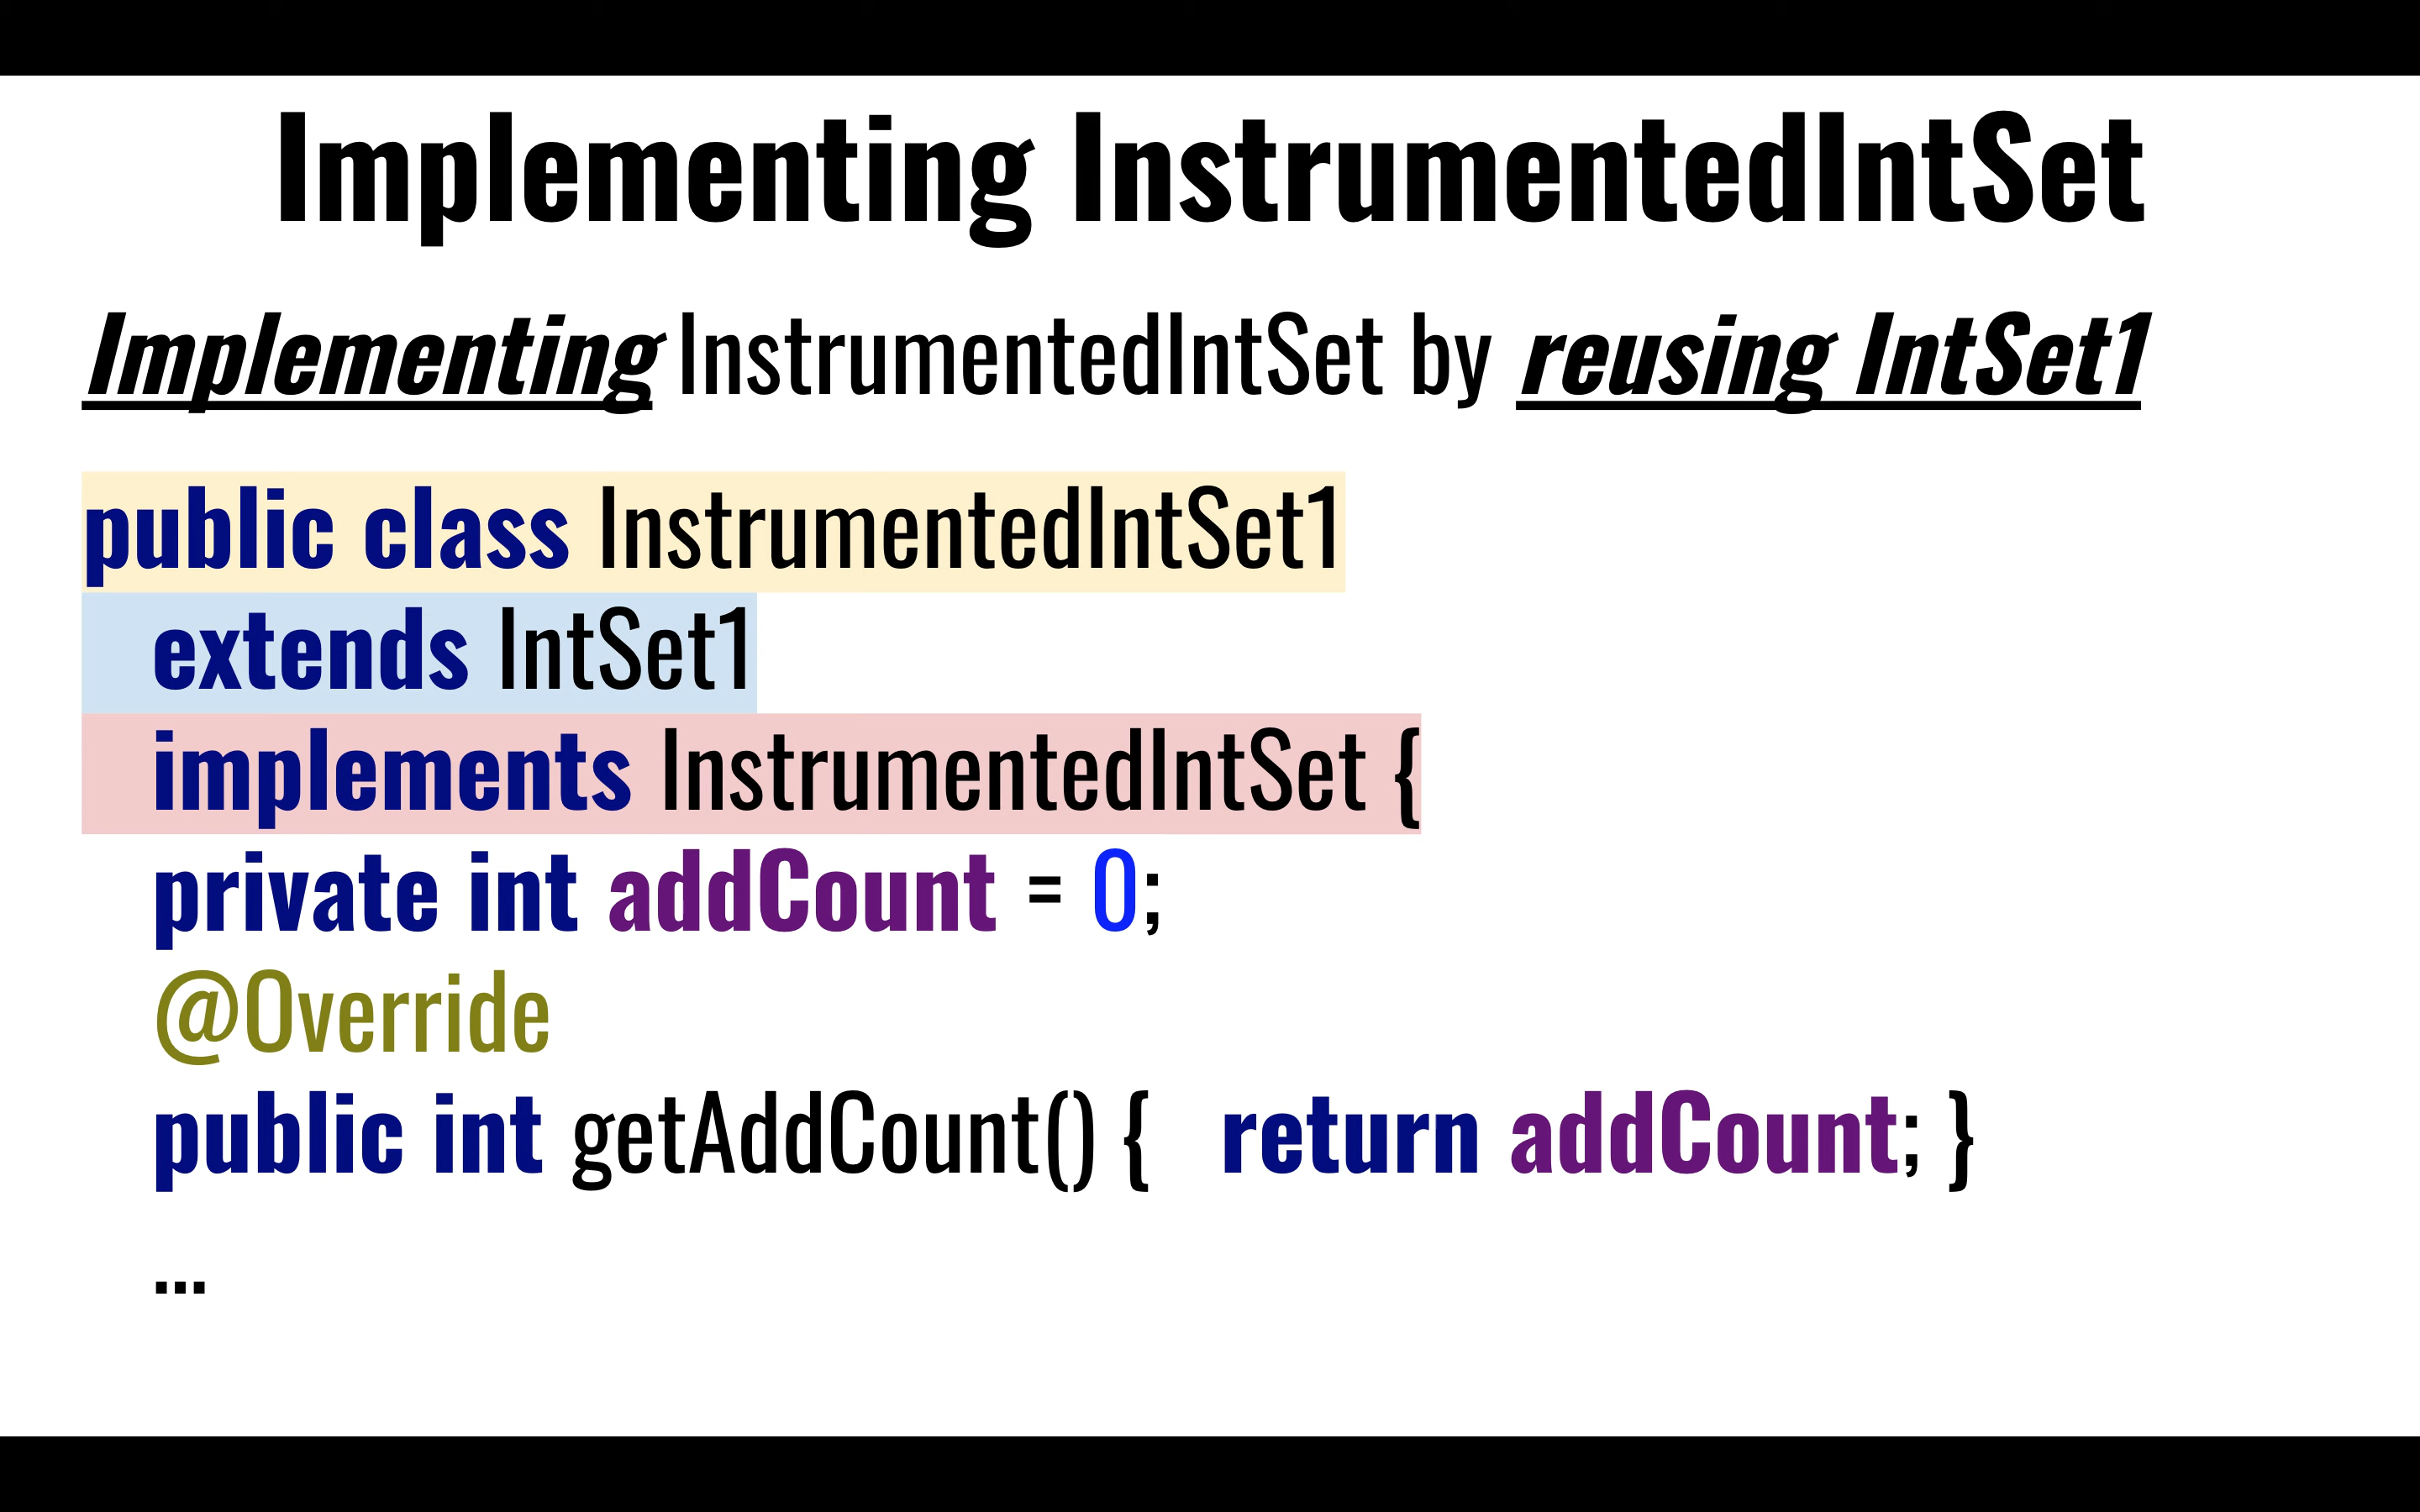 Implementing InstrumentedIntSet
Implementing InstrumentedIntSet by reusing IntSet1
public class InstrumentedIntSet1
extends IntSet1
implements InstrumentedIntSet {
private int addCount = 0;
@Override
public int getAddCount() { return addCount; }
...